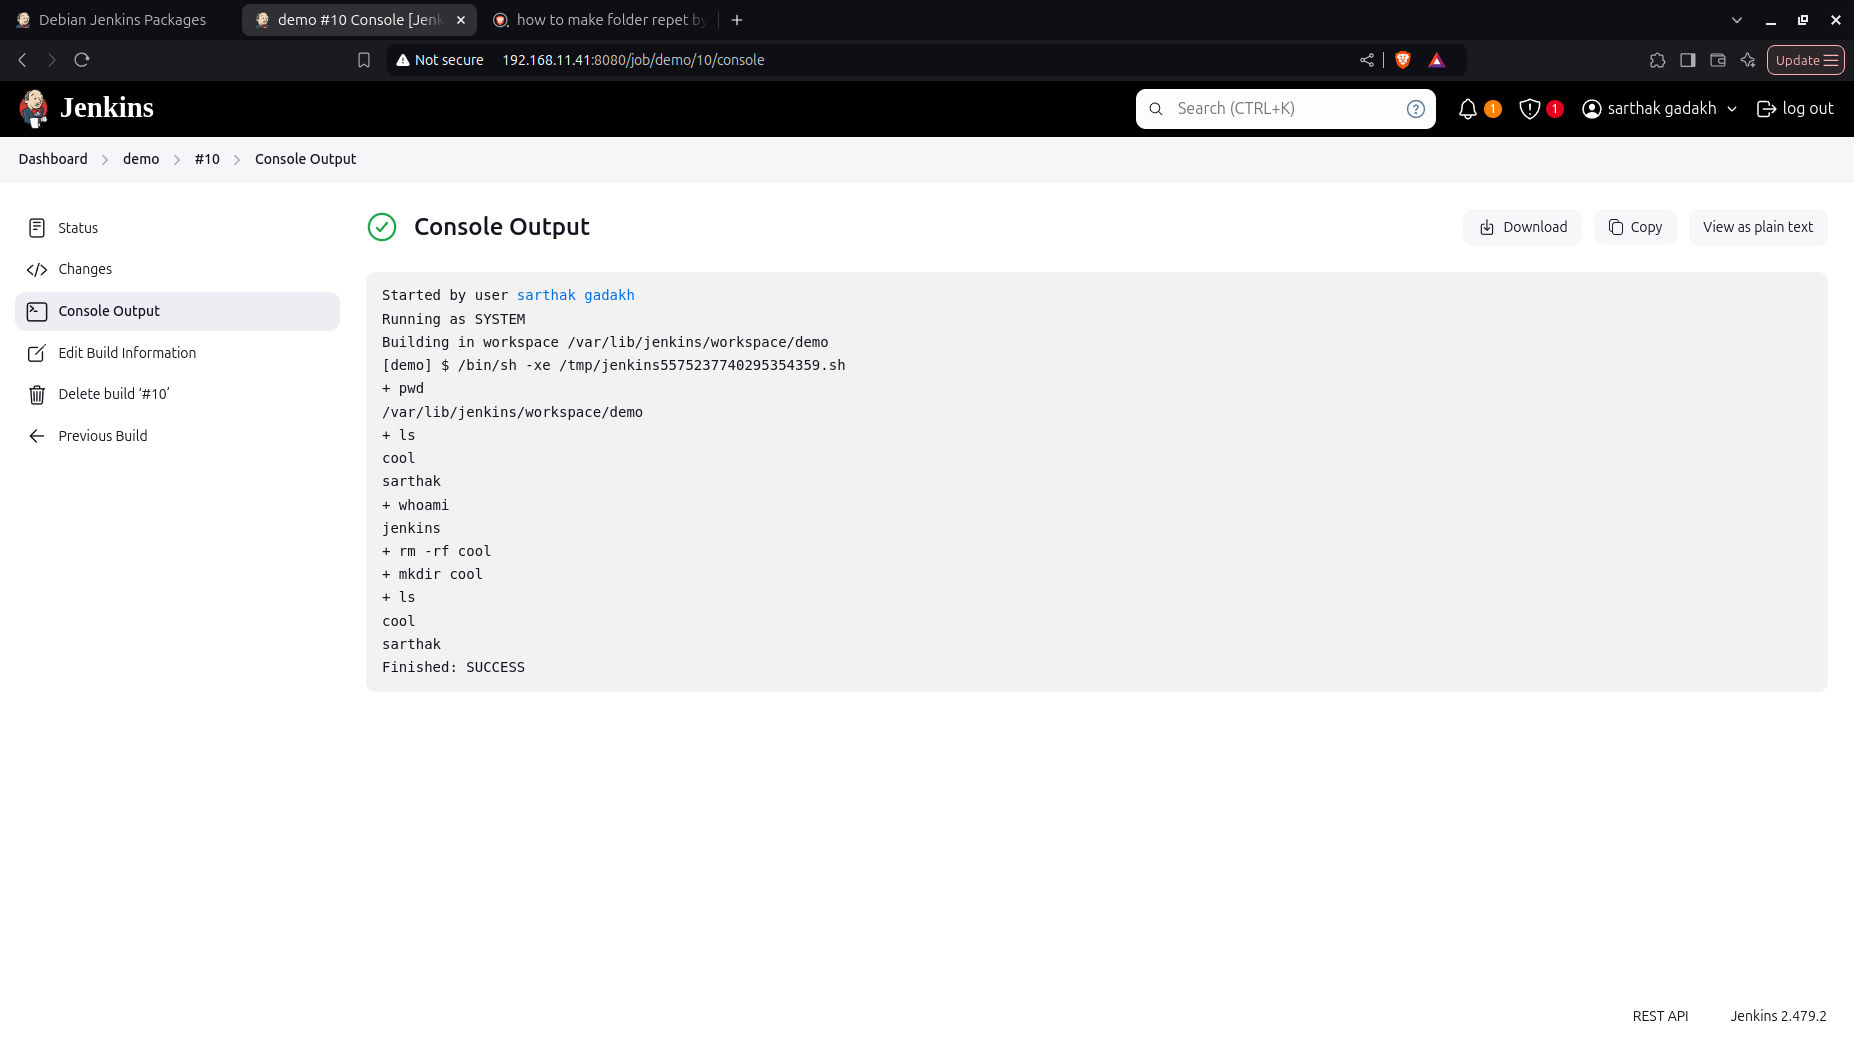 Debian Jenkins Packages
demo #10 Console [Jenk
how to make folder repet by
Not secure 192.168.11.41:8080/job/demo/10/console
Update
Jenkins
Search (CTRL+K)
1
1
sarthak gadakh
log out
Dashboard
demo
#10
Console Output
Status
Changes
Console Output
Edit Build Information
Delete build ‘#10’
Previous Build
Console Output
Download
Copy
View as plain text
Started by user sarthak gadakh
Running as SYSTEM
Building in workspace /var/lib/jenkins/workspace/demo
[demo] $ /bin/sh -xe /tmp/jenkins5575237740295354359.sh
+ pwd
/var/lib/jenkins/workspace/demo
+ ls
cool
sarthak
+ whoami
jenkins
+ rm -rf cool
+ mkdir cool
+ ls
cool
sarthak
Finished: SUCCESS
REST API
Jenkins 2.479.2